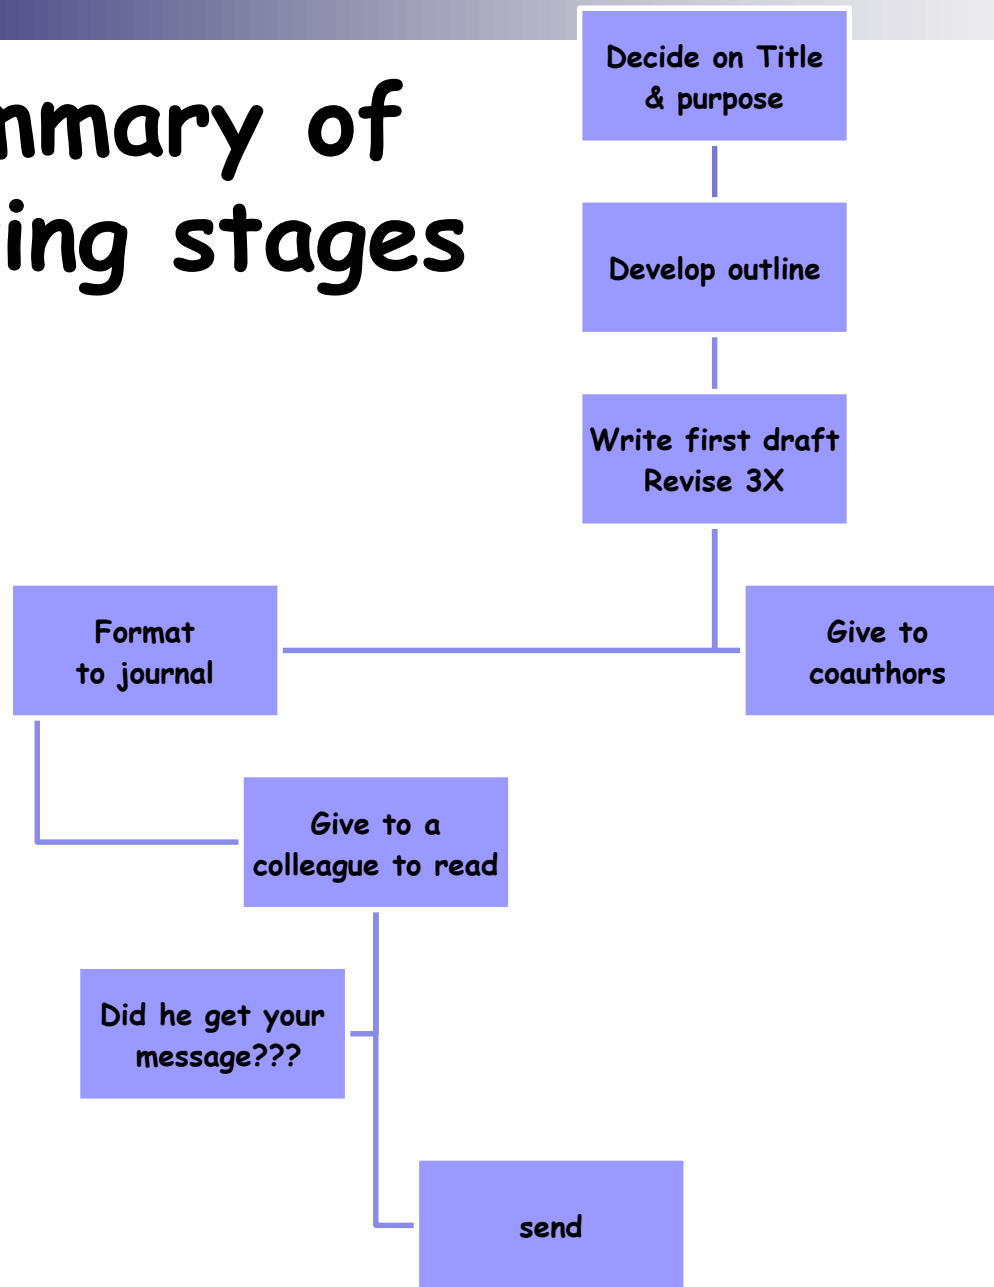 mmary of
ing stages
Decide on Title
& purpose
Develop outline
Write first draft
Revise 3X
Format
to journal
Give to
coauthors
Give to a
colleague to read
Did he get your
message???
send